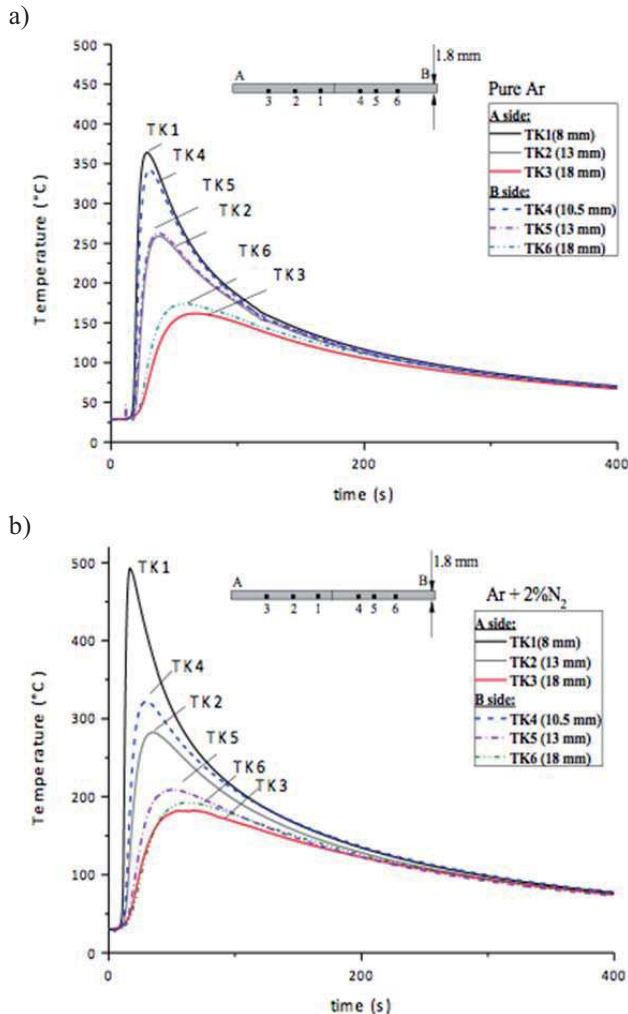 a)
500
450
400
350
300
250
200
150
100
50
0
Temperature (°C)
0
200
400
time (s)
TK1
TK4
TK5
TK2
TK6
TK3
A
B
1.8 mm
3 2 1 4 5 6
Pure Ar
A side:
TK1(8 mm)
TK2 (13 mm)
TK3 (18 mm)
B side:
TK4 (10.5 mm)
TK5 (13 mm)
TK6 (18 mm)
b)
500
400
300
200
100
0
Temperature (°C)
0
200
400
time (s)
TK1
TK4
TK2
TK5
TK6
TK3
A
B
1.8 mm
3 2 1 4 5 6
Ar + 2%N₂
A side:
TK1(8 mm)
TK2 (13 mm)
TK3 (18 mm)
B side:
TK4 (10.5 mm)
TK5 (13 mm)
TK6 (18 mm)